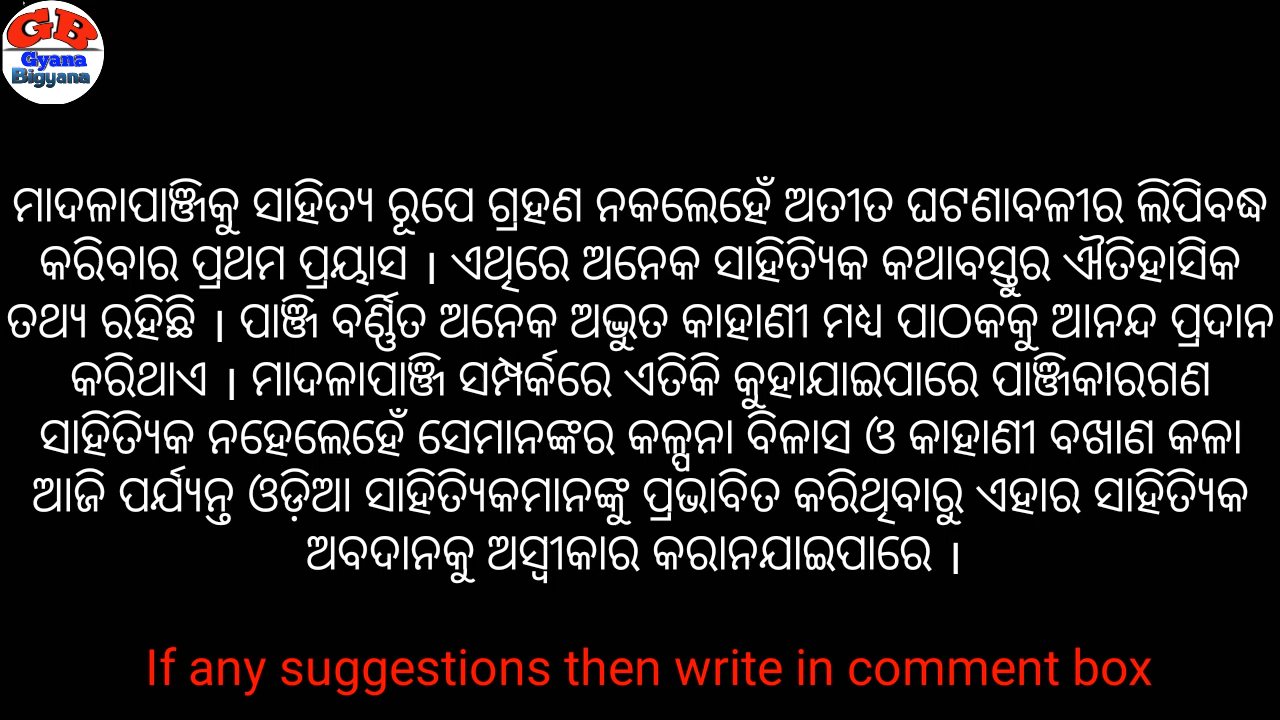 GB
Gyana
Bigyana
ମାଦଳାପାଞ୍ଜିକୁ ସାହିତ୍ୟ ରୂପେ ଗ୍ରହଣ ନକଲେହେଁ ଅତୀତ ଘଟଣାବଳୀର ଲିପିବଦ୍ଧ
କରିବାର ପ୍ରଥମ ପ୍ରୟାସ । ଏଥିରେ ଅନେକ ସାହିତ୍ୟିକ କଥାବସ୍ତୁର ଐତିହାସିକ
ତଥ୍ୟ ରହିଛି । ପାଞ୍ଜି ବର୍ଣ୍ଣିତ ଅନେକ ଅଦ୍ଭୁତ କାହାଣୀ ମଧ୍ୟ ପାଠକକୁ ଆନନ୍ଦ ପ୍ରଦାନ
କରିଥାଏ । ମାଦଳାପାଞ୍ଜି ସମ୍ପର୍କରେ ଏତିକି କୁହାଯାଇପାରେ ପାଞ୍ଜିକାରଗଣ
ସାହିତ୍ୟିକ ନହେଲେହେଁ ସେମାନଙ୍କର କଳ୍ପନା ବିଳାସ ଓ କାହାଣୀ ବଖାଣ କଳା
ଆଜି ପର୍ଯ୍ୟନ୍ତ ଓଡ଼ିଆ ସାହିତ୍ୟିକମାନଙ୍କୁ ପ୍ରଭାବିତ କରିଥିବାରୁ ଏହାର ସାହିତ୍ୟିକ
ଅବଦାନକୁ ଅସ୍ବୀକାର କରାନଯାଇପାରେ ।
If any suggestions then write in comment box